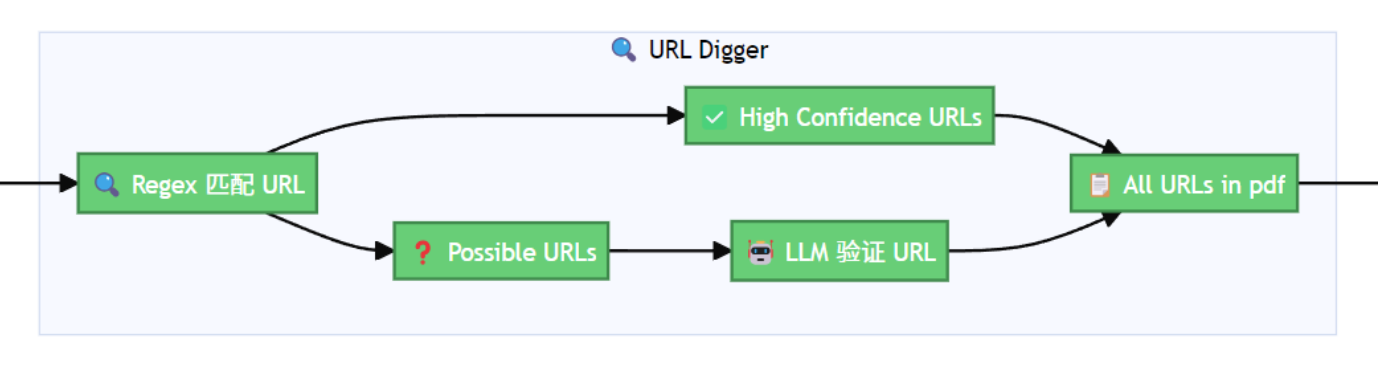 🔍 URL Digger
✅ High Confidence URLs
🔍 Regex 匹配 URL
📋 All URLs in pdf
❓ Possible URLs
🤖 LLM 验证 URL